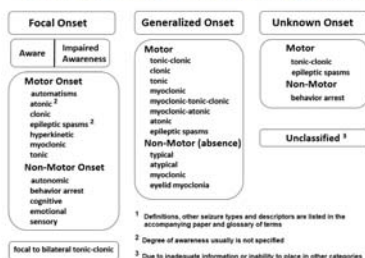 Focal Onset
Aware
Impaired
Awareness
Motor Onset
automatisms
atonic 2
clonic
epileptic spasms 2
hyperkinetic
myoclonic
tonic
Non-Motor Onset
autonomic
behavior arrest
cognitive
emotional
sensory
focal to bilateral tonic-clonic
Generalized Onset
Motor
tonic-clonic
clonic
tonic
myoclonic
myoclonic-tonic-clonic
myoclonic-atonic
atonic
epileptic spasms
Non-Motor (absence)
typical
atypical
myoclonic
eyelid myoclonia
Unknown Onset
Motor
tonic-clonic
epileptic spasms
Non-Motor
behavior arrest
Unclassified 3
1 Definitions, other seizure types and descriptors are listed in the
accompanying paper and glossary of terms
2 Degree of awareness usually is not specified
3 Due to inadequate information or inability to place in other categories